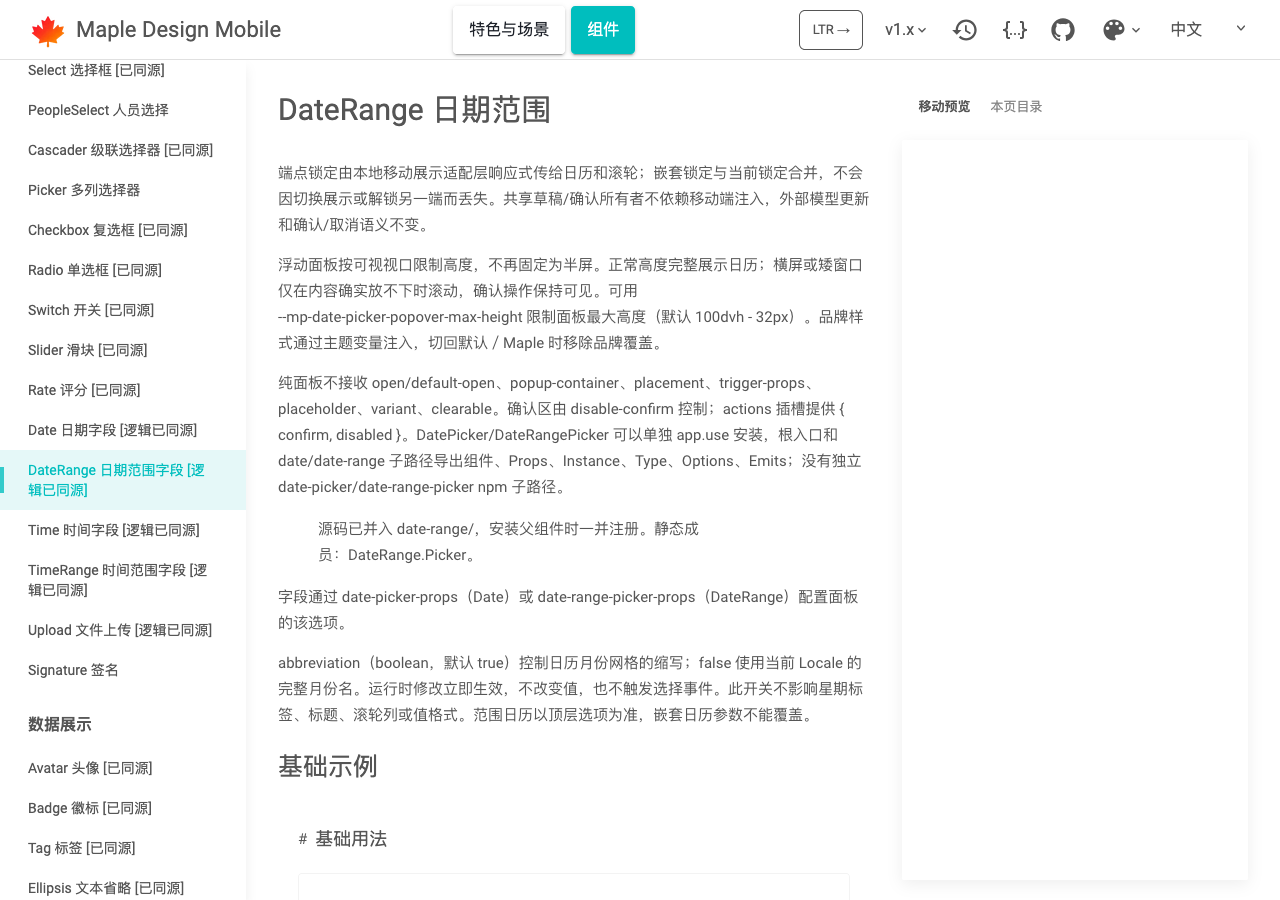 Maple Design Mobile
特色与场景
组件
LTR →
v1.x
中文
Select 选择框 [已同源]
PeopleSelect 人员选择
Cascader 级联选择器 [已同源]
Picker 多列选择器
Checkbox 复选框 [已同源]
Radio 单选框 [已同源]
Switch 开关 [已同源]
Slider 滑块 [已同源]
Rate 评分 [已同源]
Date 日期字段 [逻辑已同源]
DateRange 日期范围字段 [逻
辑已同源]
Time 时间字段 [逻辑已同源]
TimeRange 时间范围字段 [逻
辑已同源]
Upload 文件上传 [逻辑已同源]
Signature 签名
数据展示
Avatar 头像 [已同源]
Badge 徽标 [已同源]
Tag 标签 [已同源]
Ellipsis 文本省略 [已同源]
DateRange 日期范围
端点锁定由本地移动展示适配层响应式传给日历和滚轮；嵌套锁定与当前锁定合并，不会
因切换展示或解锁另一端而丢失。共享草稿/确认所有者不依赖移动端注入，外部模型更新
和确认/取消语义不变。
浮动面板按可视视口限制高度，不再固定为半屏。正常高度完整展示日历；横屏或矮窗口
仅在内容确实放不下时滚动，确认操作保持可见。可用
--mp-date-picker-popover-max-height 限制面板最大高度（默认 100dvh - 32px）。品牌样
式通过主题变量注入，切回默认 / Maple 时移除品牌覆盖。
纯面板不接收 open/default-open、popup-container、placement、trigger-props、
placeholder、variant、clearable。确认区由 disable-confirm 控制；actions 插槽提供 {
confirm, disabled }。DatePicker/DateRangePicker 可以单独 app.use 安装，根入口和
date/date-range 子路径导出组件、Props、Instance、Type、Options、Emits；没有独立
date-picker/date-range-picker npm 子路径。
源码已并入 date-range/，安装父组件时一并注册。静态成
员：DateRange.Picker。
字段通过 date-picker-props（Date）或 date-range-picker-props（DateRange）配置面板
的该选项。
abbreviation（boolean，默认 true）控制日历月份网格的缩写；false 使用当前 Locale 的
完整月份名。运行时修改立即生效，不改变值，也不触发选择事件。此开关不影响星期标
签、标题、滚轮列或值格式。范围日历以顶层选项为准，嵌套日历参数不能覆盖。
基础示例
# 基础用法
移动预览
本页目录